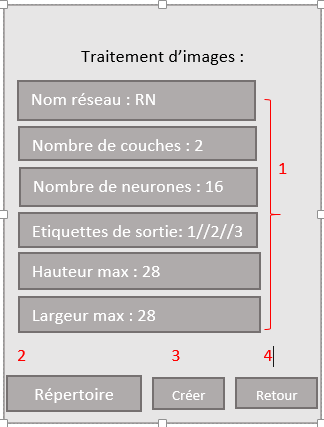 Traitement d’images :
Nom réseau : RN
Nombre de couches : 2
1
Nombre de neurones : 16
Etiquettes de sortie: 1//2//3
Hauteur max : 28
Largeur max : 28
2 3 4
Répertoire Créer Retour